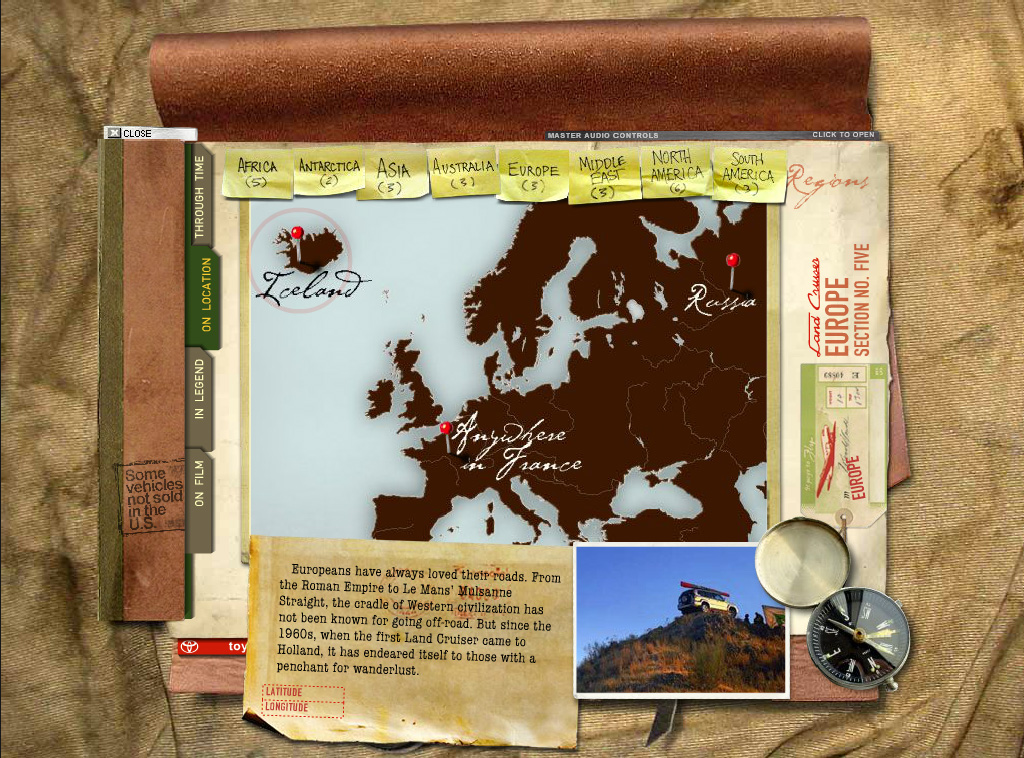 CLOSE
MASTER AUDIO CONTROLS
CLICK TO OPEN
THROUGH TIME
ON LOCATION
IN LEGEND
ON FILM
AFRICA
(5)
ANTARCTICA
(2)
ASIA
(3)
AUSTRALIA
(3)
EUROPE
(3)
MIDDLE
EAST
(3)
NORTH
AMERICA
(6)
SOUTH
AMERICA
Regions
Iceland
Russia
Anywhere
in France
Land Cruiser
EUROPE
SECTION NO. FIVE
EUROPE
Some
vehicles
not sold
in the
U.S.
toy
Europeans have always loved their roads. From
the Roman Empire to Le Mans' Mulsanne
Straight, the cradle of Western civilization has
not been known for going off-road. But since the
1960s, when the first Land Cruiser came to
Holland, it has endeared itself to those with a
penchant for wanderlust.
LATITUDE
LONGITUDE